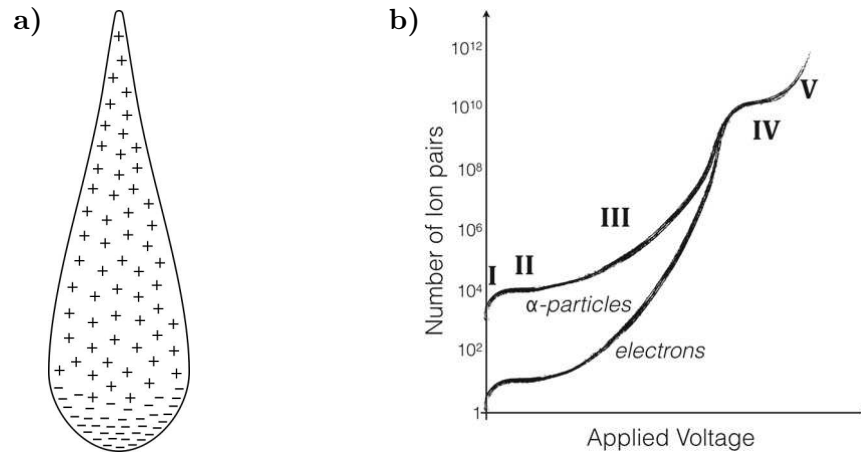 a)
b)
10¹²
10¹⁰
10⁸
10⁶
10⁴
10²
1
Number of Ion pairs
I
II
III
IV
V
α-particles
electrons
Applied Voltage